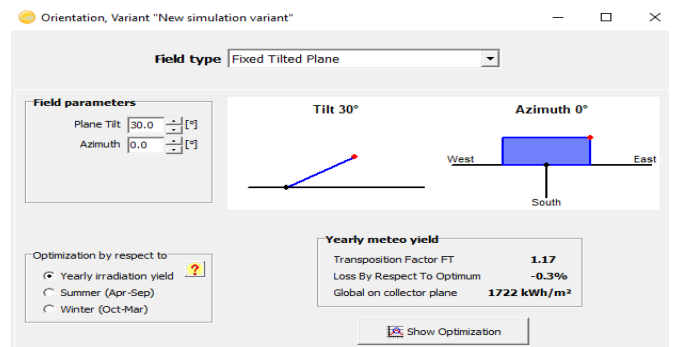 Orientation, Variant "New simulation variant"
Field type Fixed Tilted Plane
Field parameters
Plane Tilt 30.0 [°]
Azimuth 0.0 [°]
Tilt 30° Azimuth 0°
West East
South
Optimization by respect to
?
Yearly irradiation yield
Summer (Apr-Sep)
Winter (Oct-Mar)
Yearly meteo yield
Transposition Factor FT 1.17
Loss By Respect To Optimum -0.3%
Global on collector plane 1722 kWh/m²
Show Optimization